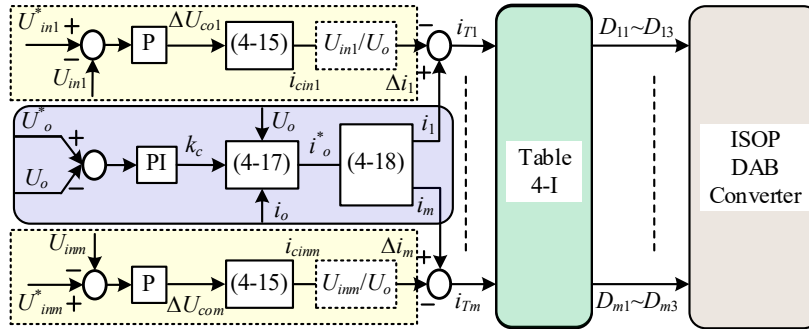 U*in1
+
−
Uin1
P
ΔUco1
(4-15)
icin1
Uin1/Uo
−
Δi1
+
iT1
D11~D13
U*o
+
Uo
−
PI
kc
Uo
(4-17)
io
i*o
(4-18)
i1
im
Table
4-I
ISOP
DAB
Converter
Uinm
−
U*inm
+
P
ΔUcom
(4-15)
icinm
Uinm/Uo
Δim
+
−
iTm
Dm1~Dm3